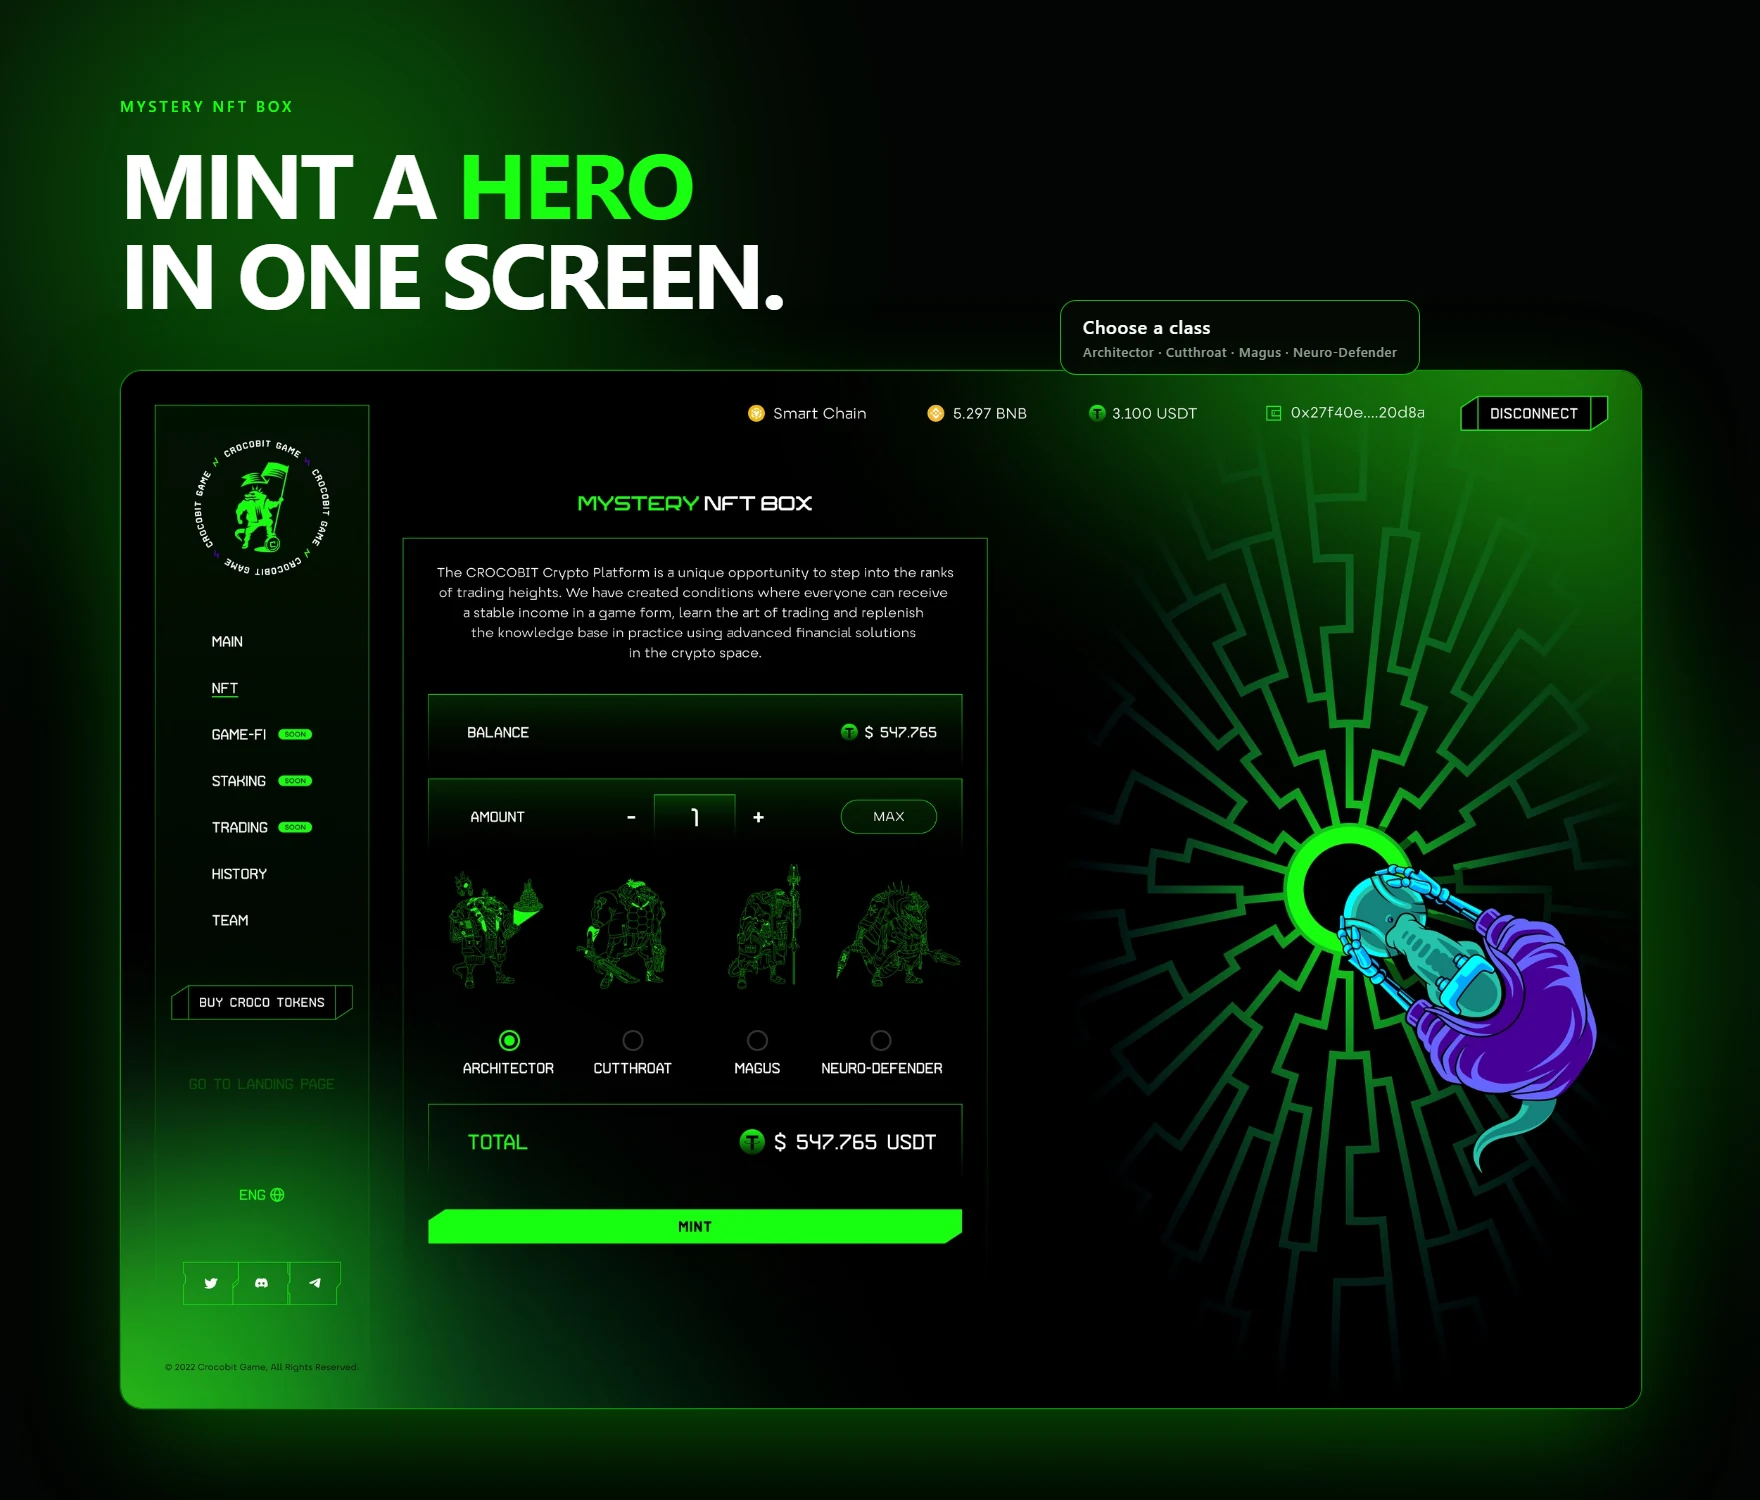 MYSTERY NFT BOX
MINT A HERO
IN ONE SCREEN.
Choose a class
Architector · Cutthroat · Magus · Neuro-Defender
Smart Chain
5.297 BNB
3.100 USDT
0x27f40e....20d8a
DISCONNECT
CROCOBIT GAME CROCOBIT GAME CROCOBIT GAME CROCOBIT GAME
MAIN
NFT
GAME-FI SOON
STAKING SOON
TRADING SOON
HISTORY
TEAM
BUY CROCO TOKENS
GO TO LANDING PAGE
ENG
© 2022 Crocobit Game, All Rights Reserved.
MYSTERY NFT BOX
The CROCOBIT Crypto Platform is a unique opportunity to step into the ranks
of trading heights. We have created conditions where everyone can receive
a stable income in a game form, learn the art of trading and replenish
the knowledge base in practice using advanced financial solutions
in the crypto space.
BALANCE $ 547.765
AMOUNT - 1 + MAX
ARCHITECTOR CUTTHROAT MAGUS NEURO-DEFENDER
TOTAL $ 547.765 USDT
MINT